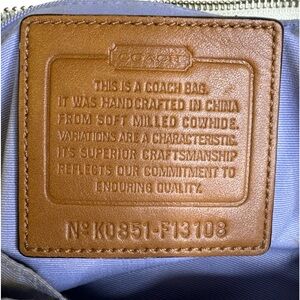 COACH
THIS IS A COACH BAG.
IT WAS HANDCRAFTED IN CHINA
FROM SOFT MILLED COWHIDE.
VARIATIONS ARE A CHARACTERISTIC.
IT'S SUPERIOR CRAFTSMANSHIP
REFLECTS OUR COMMITMENT TO
ENDURING QUALITY.
Nº K0851-F13108